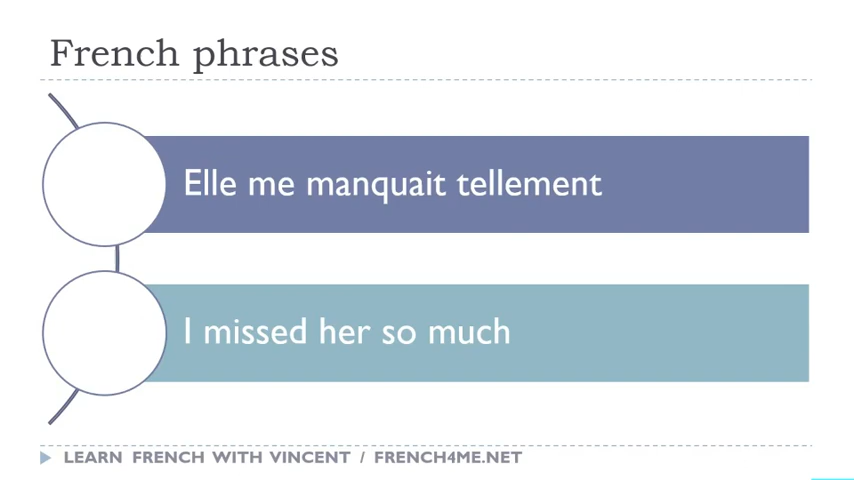 French phrases
Elle me manquait tellement
I missed her so much
LEARN FRENCH WITH VINCENT / FRENCH4ME.NET